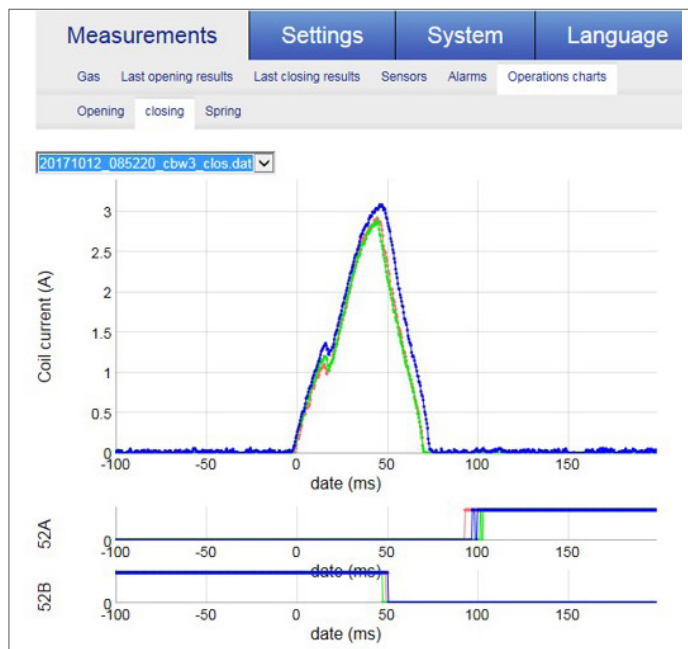 Measurements Settings System Language
Gas Last opening results Last closing results Sensors Alarms Operations charts
Opening closing Spring
20171012_085220_cbw3_clos.dat
3
2.5
2
1.5
1
0.5
0
Coil current (A)
-100 -50 0 50 100 150
date (ms)
52A
0
-100 -50 0 50 100 150
date (ms)
52B
0
-100 -50 0 50 100 150
date (ms)